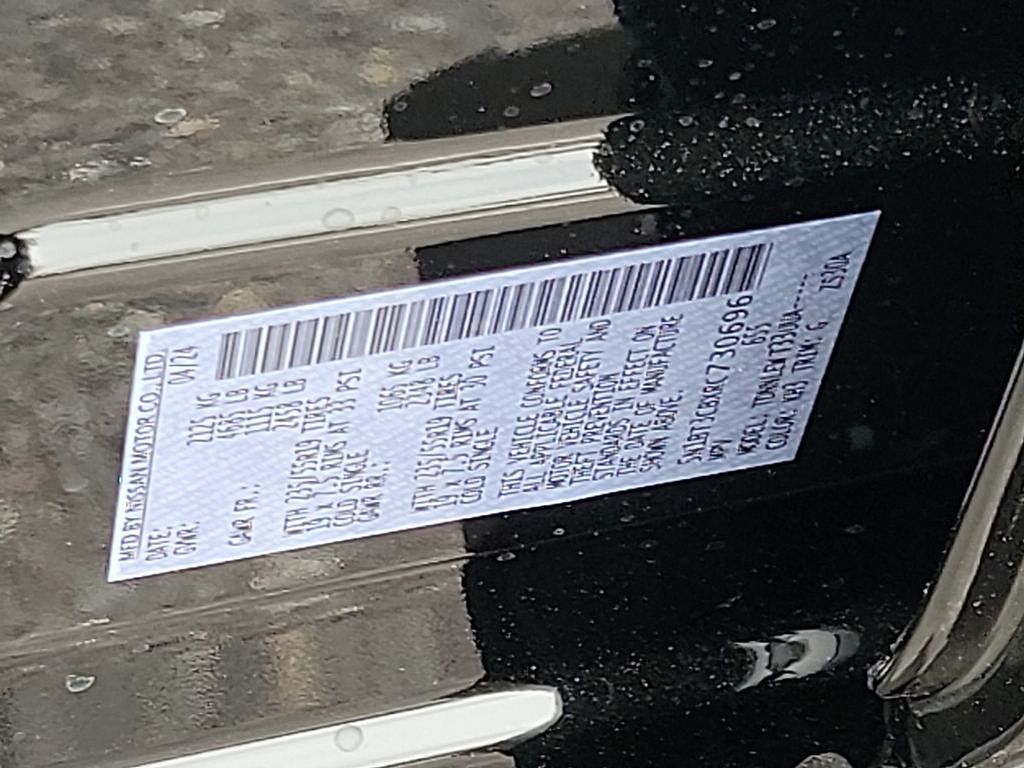 MFD BY NISSAN MOTOR CO., LTD
DATE: 04/24
GVWR: 2225 KG
4905 LB
GAWR FR.: 1115 KG
2458 LB
WITH 235/55R19 TIRES
19 X 7.5 RIMS AT 35 PSI
COLD SINGLE
GAWR RR.: 1065 KG
2348 LB
WITH 235/55R19 TIRES
19 X 7.5 RIMS AT 30 PSI
COLD SINGLE
THIS VEHICLE CONFORMS TO
ALL APPLICABLE FEDERAL
MOTOR VEHICLE SAFETY AND
THEFT PREVENTION
STANDARDS IN EFFECT ON
THE DATE OF MANUFACTURE
SHOWN ABOVE.
MPV G5S
MODEL:
COLOR: KH3 TRIM: G